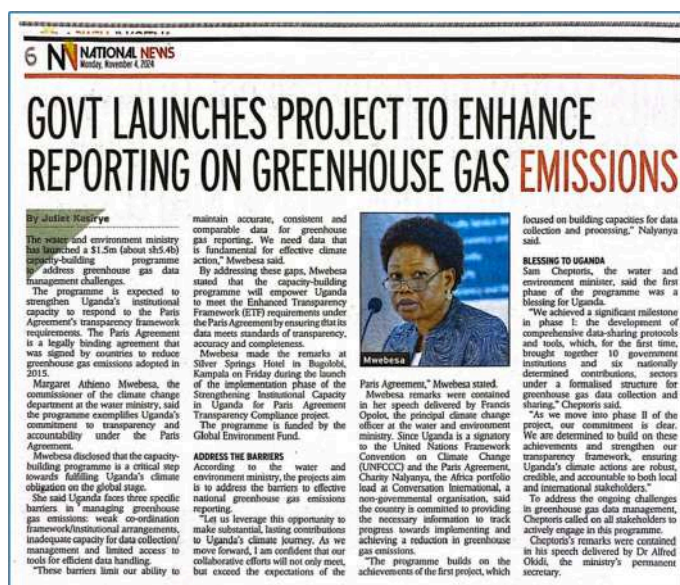 6 NATIONAL NEWS
Monday, November 4, 2024
GOVT LAUNCHES PROJECT TO ENHANCE
REPORTING ON GREENHOUSE GAS EMISSIONS
By Juliet Kasirye
The water and environment ministry
has launched a $1.5m (about sh5.4b)
capacity-building programme
to address greenhouse gas data
management challenges.
The programme is expected to
strengthen Uganda's institutional
capacity to respond to the Paris
Agreement's transparency framework
requirements. The Paris Agreement
is a legally binding agreement that
was signed by countries to reduce
greenhouse gas emissions adopted in
2015.
Margaret Athieno Mwebesa, the
commissioner of the climate change
department at the water ministry, said
the programe exemplifies Uganda's
commitment to transparency and
accountability under the Paris
Agreement.
Mwebesa disclosed that the capacity-
building programme is a critical step
towards fulfilling Uganda's climate
obligation on the global stage.
She said Uganda faces three specific
barriers in managing greenhouse
gas emissions: weak co-ordination
framework/institutional arrangements,
inadequate capacity for data collection/
management and limited access to
tools for efficient data handling.
"These barriers limit our ability to
maintain accurate, consistent and
comparable data for greenhouse
gas reporting. We need data that
is fundamental for effective climate
action," Mwebesa said.
By addressing these gaps, Mwebesa
stated that the capacity-building
programme will empower Uganda
to meet the Enhanced Transparency
Framework (ETF) requirements under
the Paris Agreement by ensuring that its
data meets standards of transparency,
accuracy and completeness.
Mwebesa made the remarks at
Silver Springs Hotel in Bugolobi,
Kampala on Friday during the launch
of the implementation phase of the
Strengthening Institutional Capacity
in Uganda for Paris Agreement
Transparency Compliance project.
The programme is funded by the
Global Environment Fund.
ADDRESS THE BARRIERS
According to the water and
environment ministry, the projects aim
is to address the barriers to effective
national greenhouse gas emissions
reporting.
"Let us leverage this opportunity to
make substantial, lasting contributions
to Uganda's climate journey. As we
move forward, I am confident that our
collaborative efforts will not only meet,
but exceed the expectations of the
Mwebesa
Paris Agreement," Mwebesa stated.
Mwebesa remarks were contained
in her speech delivered by Francis
Opolot, the principal climate change
officer at the water and environment
ministry. Since Uganda is a signatory
to the United Nations Framework
Convention on Climate Change
(UNFCCC) and the Paris Agreement,
Charity Nalyanya, the Africa portfolio
lead at Conversation International, a
non-governmental organisation, said
the country is committed to providing
the necessary information to track
progress towards implementing and
achieving a reduction in greenhouse
gas emissions.
"The programme builds on the
achievements of the first project, which
focused on building capacities for data
collection and processing," Nalyanya
said.
BLESSING TO UGANDA
Sam Cheptoris, the water and
environment minister, said the first
phase of the programme was a
blessing for Uganda.
"We achieved a significant milestone
in phase I: the development of
comprehensive data-sharing protocols
and tools, which, for the first time,
brought together 10 government
institutions and six nationally
determined contributions, sectors
under a formalised structure for
greenhouse gas data collection and
sharing," Cheptoris said.
"As we move into phase II of the
project, our commitment is clear.
We are determined to build on these
achievements and strengthen our
transparency framework, ensuring
Uganda's climate actions are robust,
credible, and accountable to both local
and international stakeholders."
To address the ongoing challenges
in greenhouse gas data management,
Cheptoris called on all stakeholders to
actively engage in this programme.
Cheptoris's remarks were contained
in his speech delivered by Dr Alfred
Okidi, the ministry's permanent
secretary.